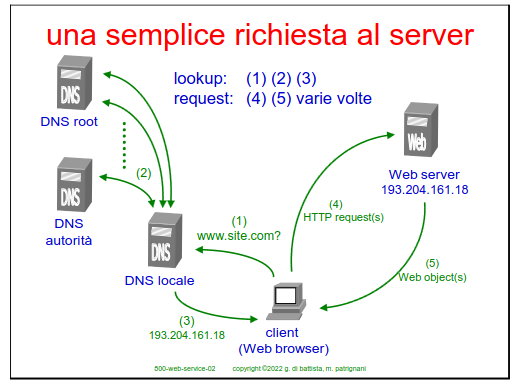 una semplice richiesta al server
lookup: (1) (2) (3)
request: (4) (5) varie volte
DNS
DNS root
(2)
DNS
DNS
autorità
DNS
DNS locale
(1)
www.site.com?
(3)
193.204.161.18
client
(Web browser)
(4)
HTTP request(s)
Web
Web server
193.204.161.18
(5)
Web object(s)
500-web-service-02 copyright ©2022 g. di battista, m. patrignani